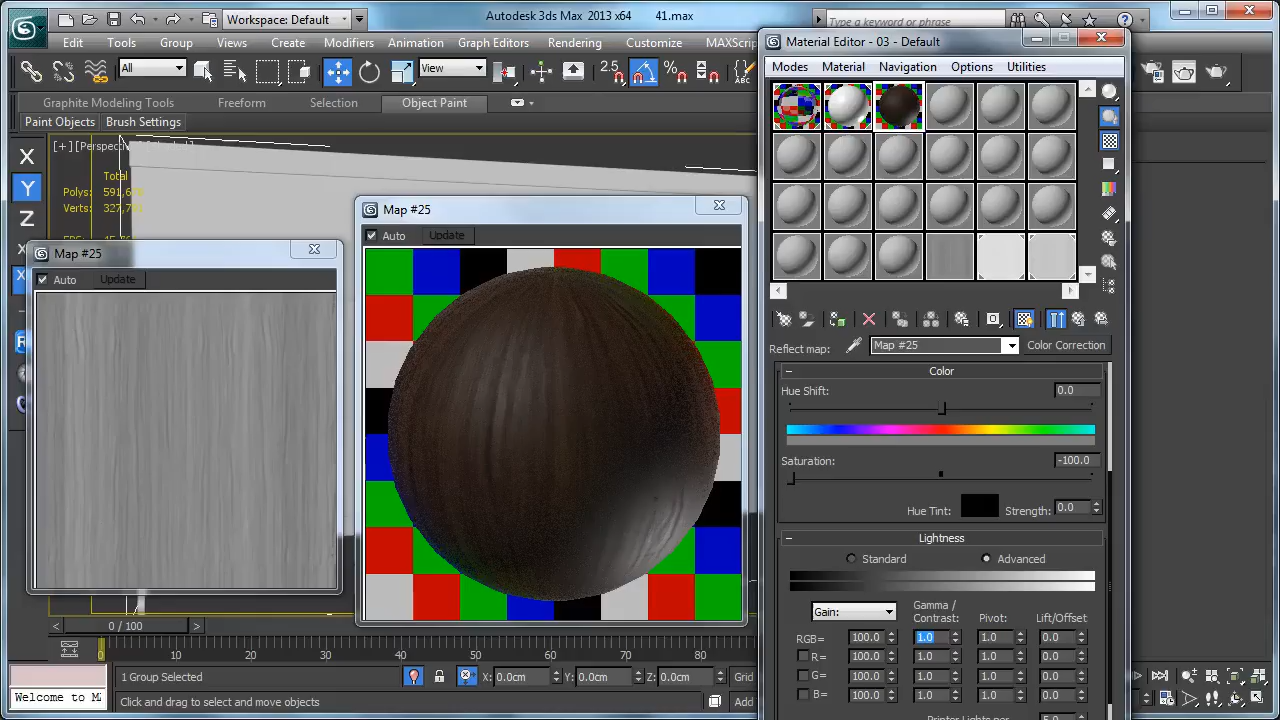 Workspace: Default
Autodesk 3ds Max 2013 x64 41.max
Type a keyword or phrase
Edit Tools Group Views Create Animation Graph Editors Rendering Customize MAXScr
All
View
2.5
Graphite Modeling Tools Freeform Selection Object Paint
Paint Objects Brush Settings
X
Y
Z
Total
Polys:
Verts:
Map #25
Auto Update
Map #25
Auto Update
0 / 100
0 10 20 30 40 50 60 70 80
Welcome to M
1 Group Selected
X: 0.0cm Y: 0.0cm Z: 0.0cm
Click and drag to select and move objects
Add
Material Editor - 03 - Default
Modes Material Navigation Options Utilities
Reflect map: Map #25 Color Correction
Color
Hue Shift: 0.0
Saturation: -100.0
Hue Tint: Strength: 0.0
Lightness
Standard Advanced
Gain: Gamma / Contrast: Pivot: Lift/Offset
RGB= 100.0 1.0 1.0 0.0
R= 100.0 1.0 1.0 0.0
G= 100.0 1.0 1.0 0.0
B= 100.0 1.0 1.0 0.0
Printer Lights per 5.0